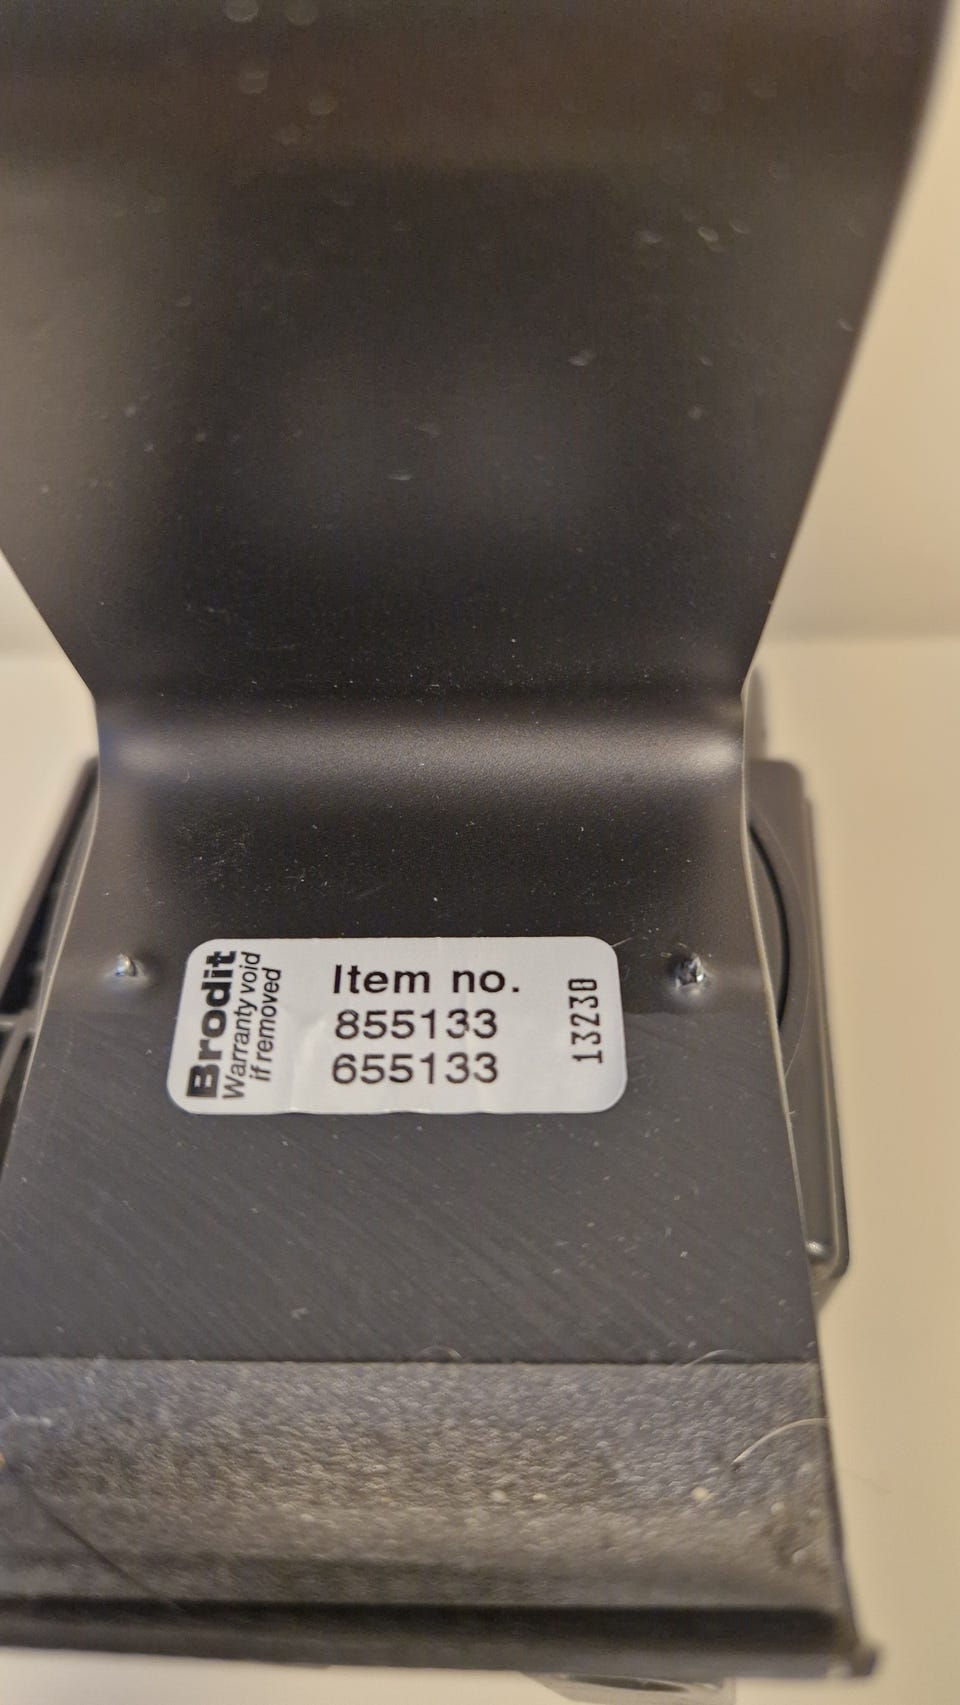 Brodit
Warranty void
if removed
Item no.
855133
655133
13230